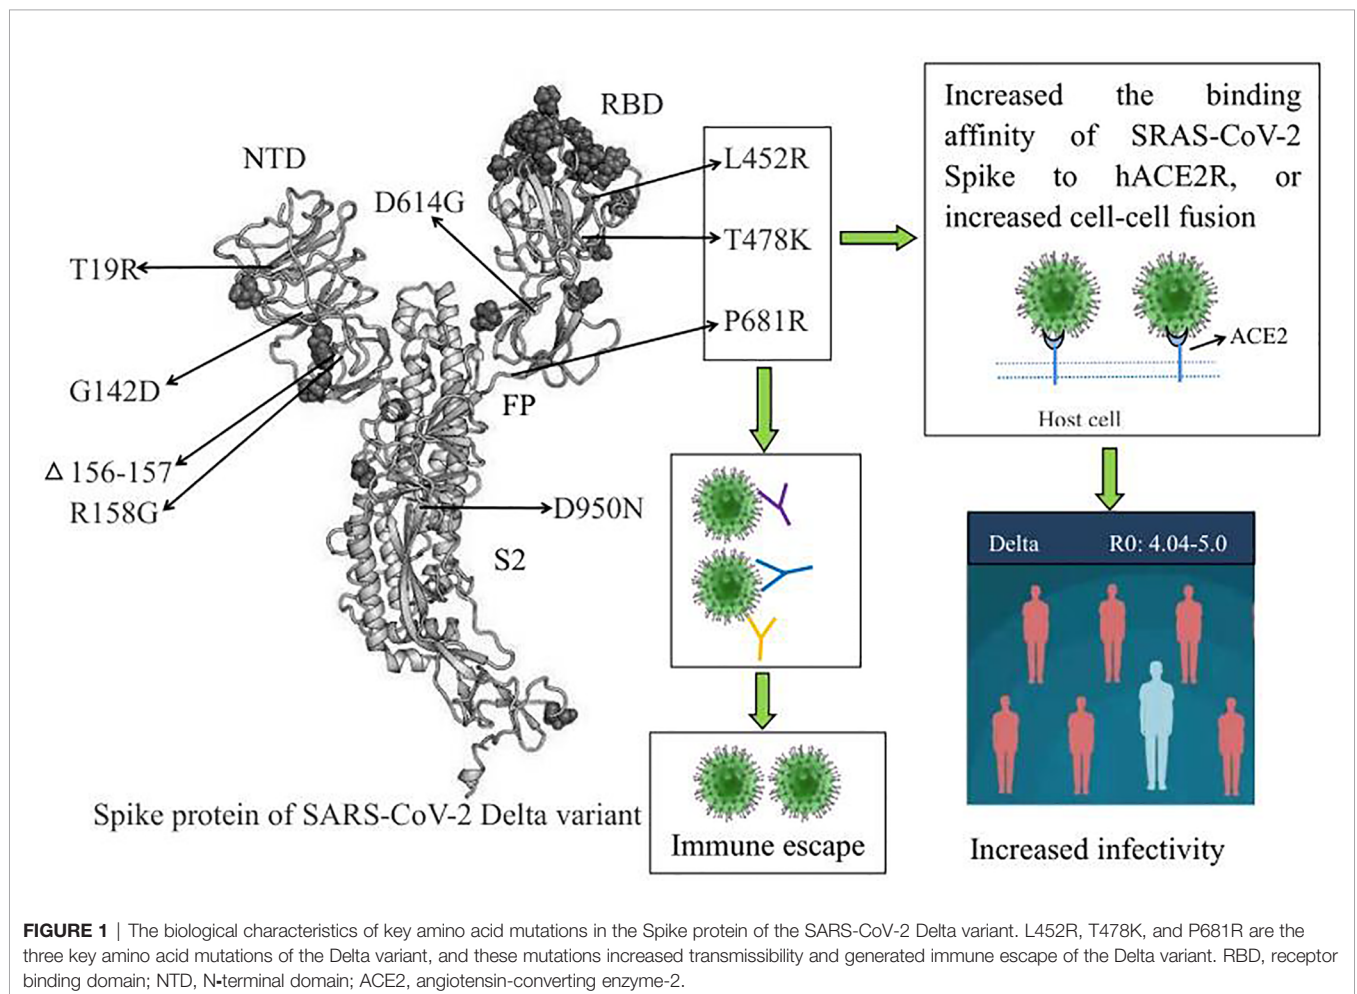 NTD
RBD
D614G
T19R
G142D
△ 156-157
R158G
FP
D950N
S2
Spike protein of SARS-CoV-2 Delta variant
L452R
T478K
P681R
Increased the binding
affinity of SRAS-CoV-2
Spike to hACE2R, or
increased cell-cell fusion
ACE2
Host cell
Immune escape
Delta R0: 4.04-5.0
Increased infectivity
FIGURE 1 | The biological characteristics of key amino acid mutations in the Spike protein of the SARS-CoV-2 Delta variant. L452R, T478K, and P681R are the
three key amino acid mutations of the Delta variant, and these mutations increased transmissibility and generated immune escape of the Delta variant. RBD, receptor
binding domain; NTD, N-terminal domain; ACE2, angiotensin-converting enzyme-2.